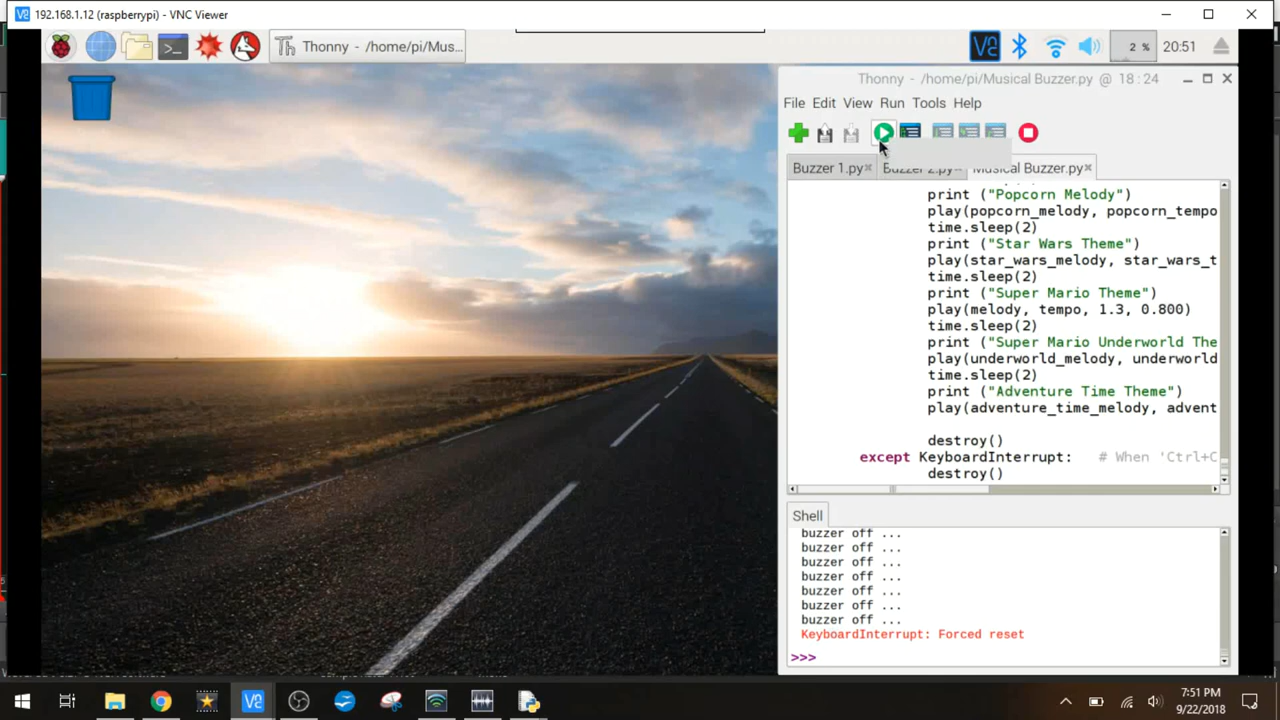 192.168.1.12 (raspberrypi) - VNC Viewer
Thonny - /home/pi/Mus...
2 %
20:51
Thonny - /home/pi/Musical Buzzer.py @ 18:24
File Edit View Run Tools Help
Buzzer 1.py Buzzer 2.py Musical Buzzer.py
print ("Popcorn Melody")
play(popcorn_melody, popcorn_tempo
time.sleep(2)
print ("Star Wars Theme")
play(star_wars_melody, star_wars_t
time.sleep(2)
print ("Super Mario Theme")
play(melody, tempo, 1.3, 0.800)
time.sleep(2)
print ("Super Mario Underworld The
play(underworld_melody, underworld
time.sleep(2)
print ("Adventure Time Theme")
play(adventure_time_melody, advent
destroy()
except KeyboardInterrupt: # When 'Ctrl+C
destroy()
Shell
buzzer off ...
buzzer off ...
buzzer off ...
buzzer off ...
buzzer off ...
buzzer off ...
buzzer off ...
KeyboardInterrupt: Forced reset
>>>
7:51 PM
9/22/2018